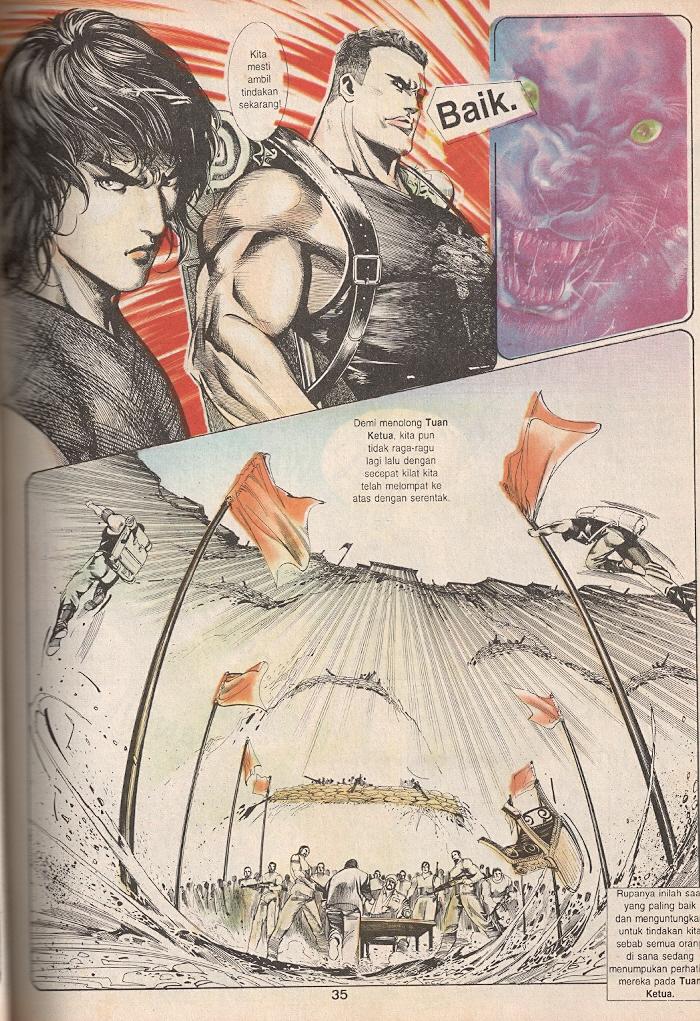 Kita
mesti
ambil
tindakan
sekarang!
Baik.
Demi menolong Tuan
Ketua, kita pun
tidak raga-ragu
lagi lalu dengan
secepat kilat kita
telah melompat ke
atas dengan serentak.
Rupanya inilah saa
yang paling baik
dan menguntungka
untuk tindakan kita
sebab semua oran
di sana sedang
menumpukan perhati
mereka pada Tuan
Ketua.
35